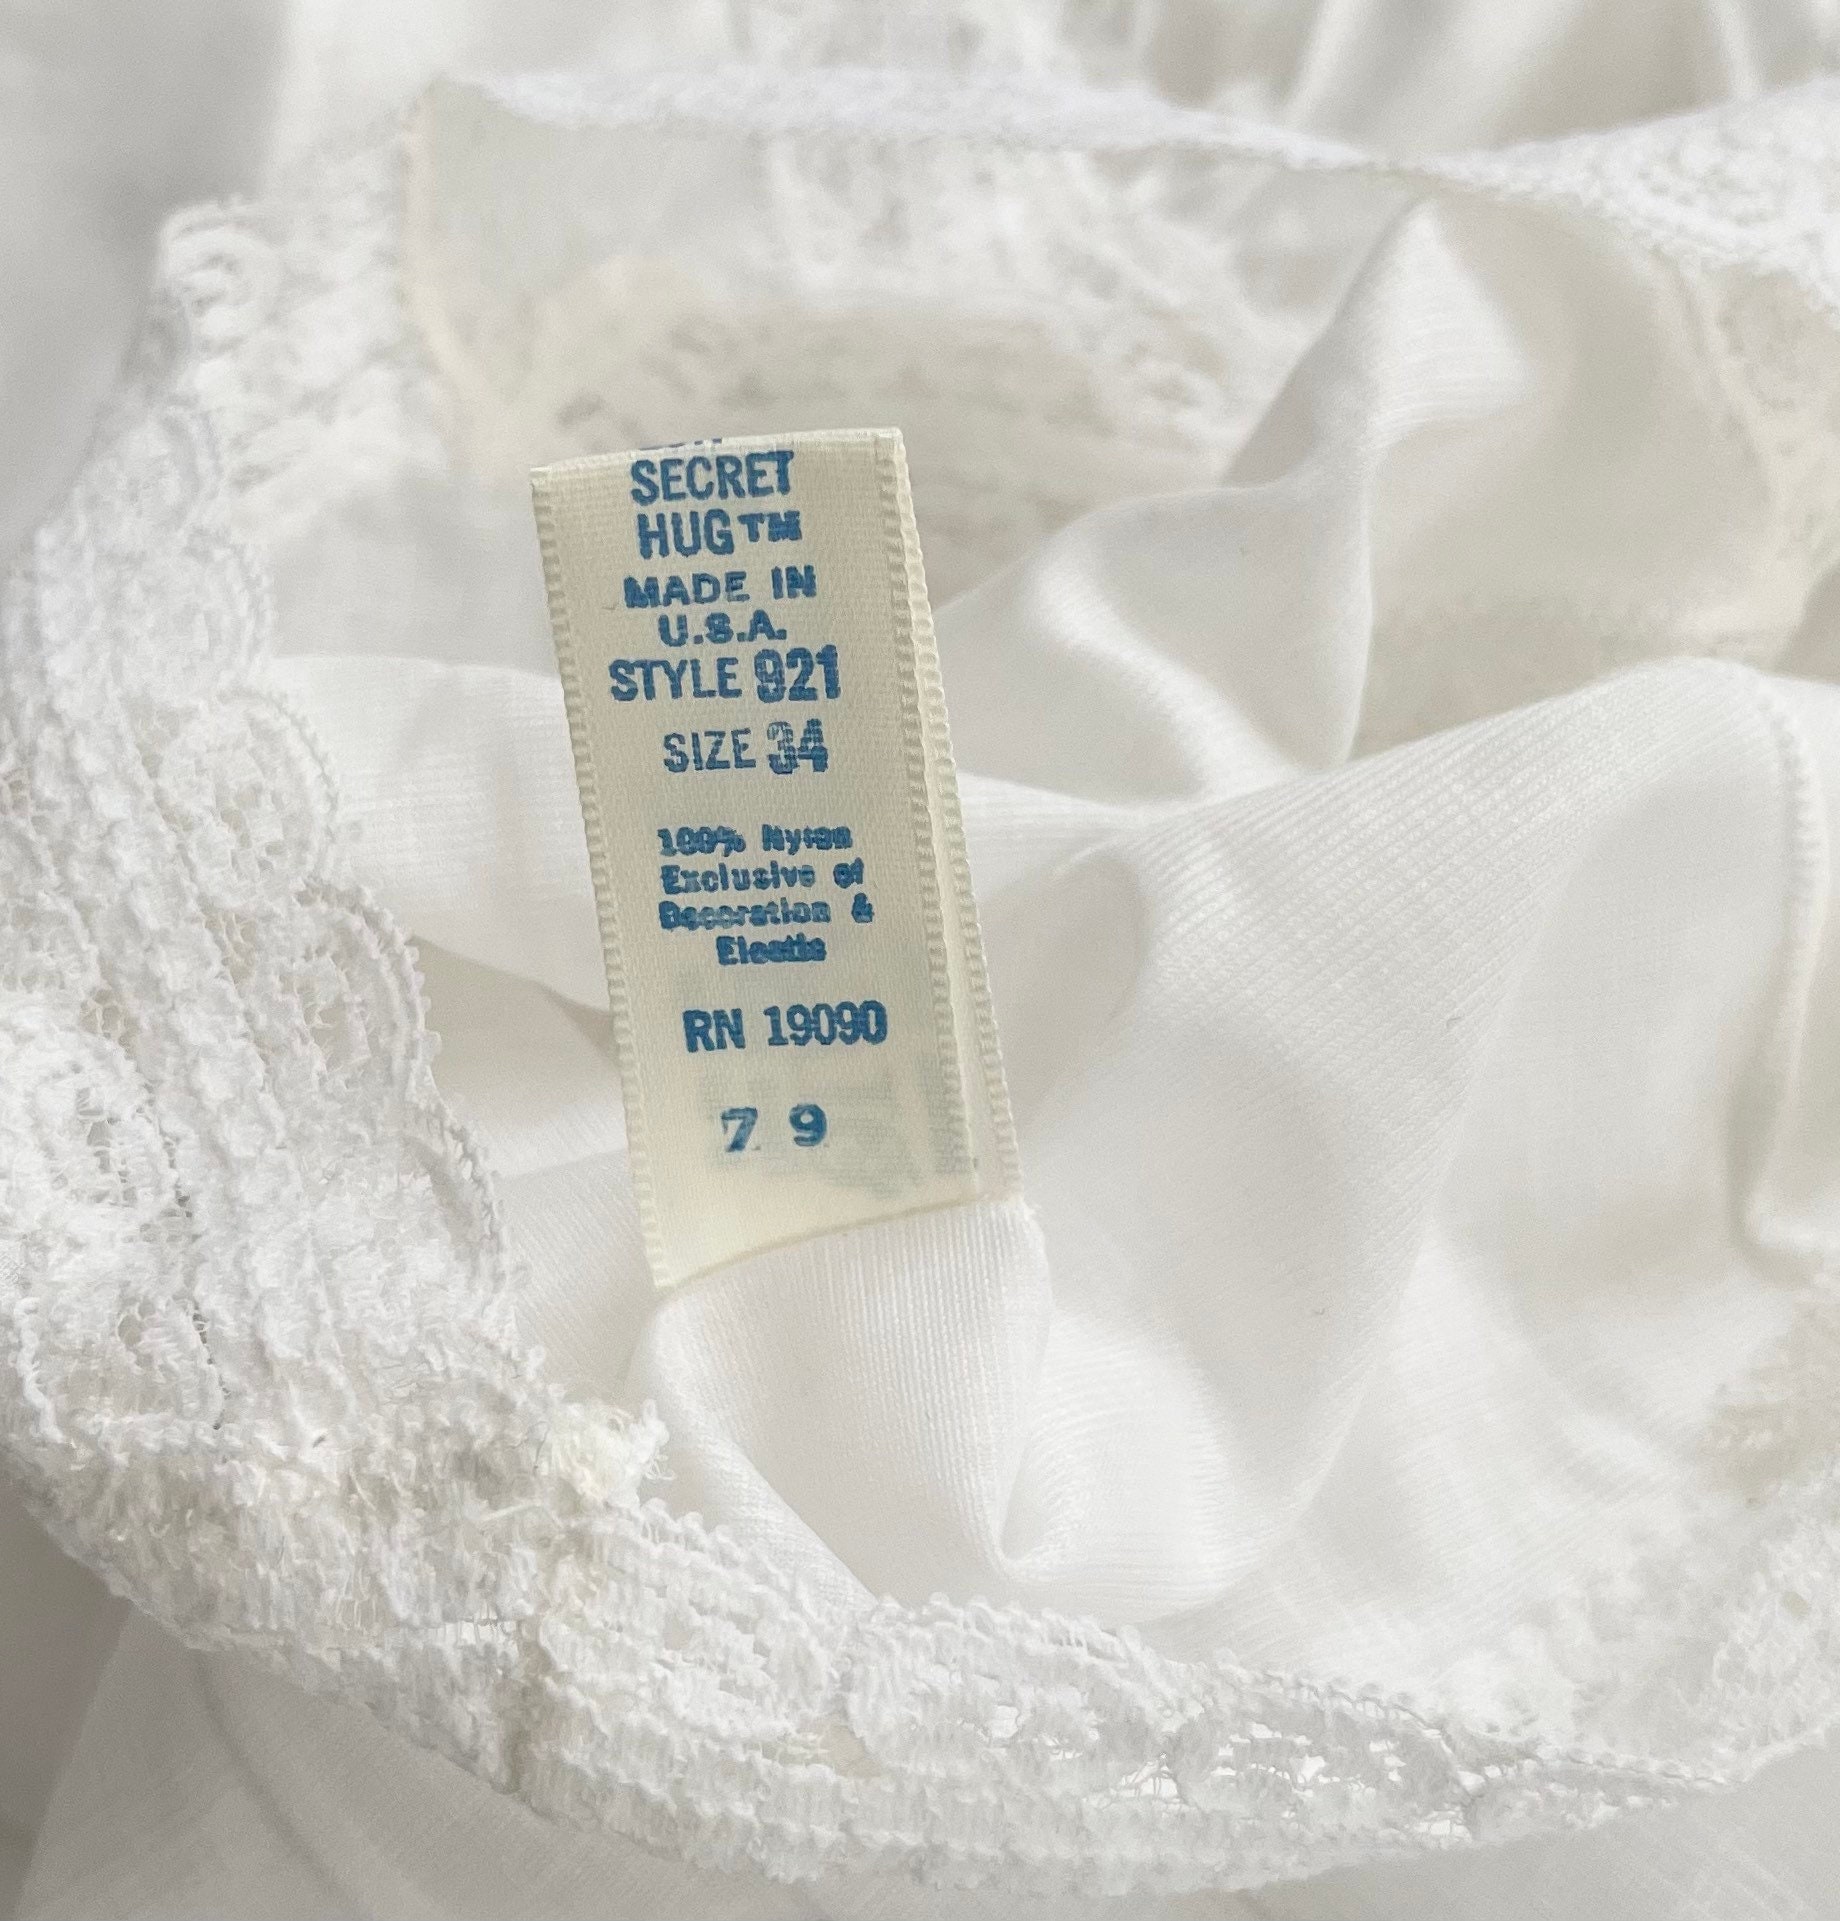 SECRET
HUG™
MADE IN
U.S.A.
STYLE 921
SIZE 34
100% Nylon
Exclusive of
Decoration &
Elastic
RN 19090
7 9